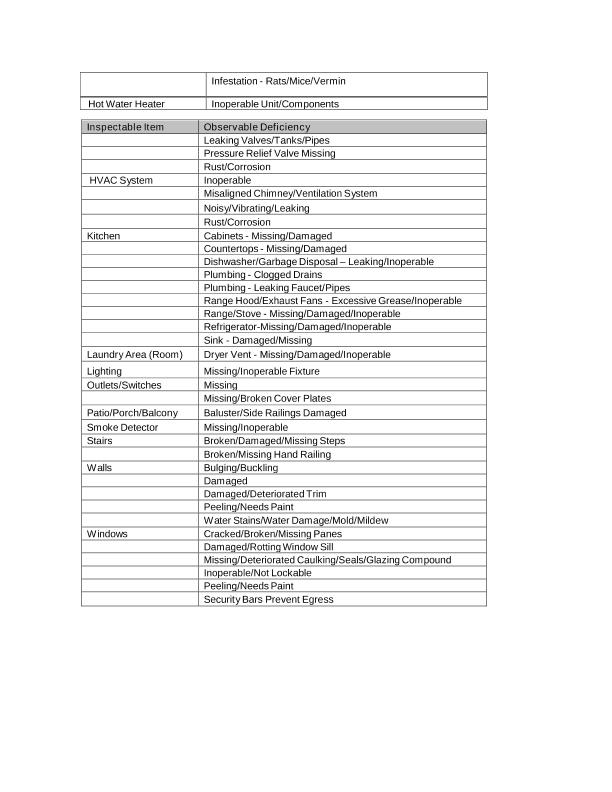 Infestation - Rats/Mice/Vermin
Hot Water Heater Inoperable Unit/Components
Inspectable Item Observable Deficiency
Leaking Valves/Tanks/Pipes
Pressure Relief Valve Missing
Rust/Corrosion
HVAC System Inoperable
Misaligned Chimney/Ventilation System
Noisy/Vibrating/Leaking
Rust/Corrosion
Kitchen Cabinets - Missing/Damaged
Countertops - Missing/Damaged
Dishwasher/Garbage Disposal – Leaking/Inoperable
Plumbing - Clogged Drains
Plumbing - Leaking Faucet/Pipes
Range Hood/Exhaust Fans - Excessive Grease/Inoperable
Range/Stove - Missing/Damaged/Inoperable
Refrigerator-Missing/Damaged/Inoperable
Sink - Damaged/Missing
Laundry Area (Room) Dryer Vent - Missing/Damaged/Inoperable
Lighting Missing/Inoperable Fixture
Outlets/Switches Missing
Missing/Broken Cover Plates
Patio/Porch/Balcony Baluster/Side Railings Damaged
Smoke Detector Missing/Inoperable
Stairs Broken/Damaged/Missing Steps
Broken/Missing Hand Railing
Walls Bulging/Buckling
Damaged
Damaged/Deteriorated Trim
Peeling/Needs Paint
Water Stains/Water Damage/Mold/Mildew
Windows Cracked/Broken/Missing Panes
Damaged/Rotting Window Sill
Missing/Deteriorated Caulking/Seals/Glazing Compound
Inoperable/Not Lockable
Peeling/Needs Paint
Security Bars Prevent Egress